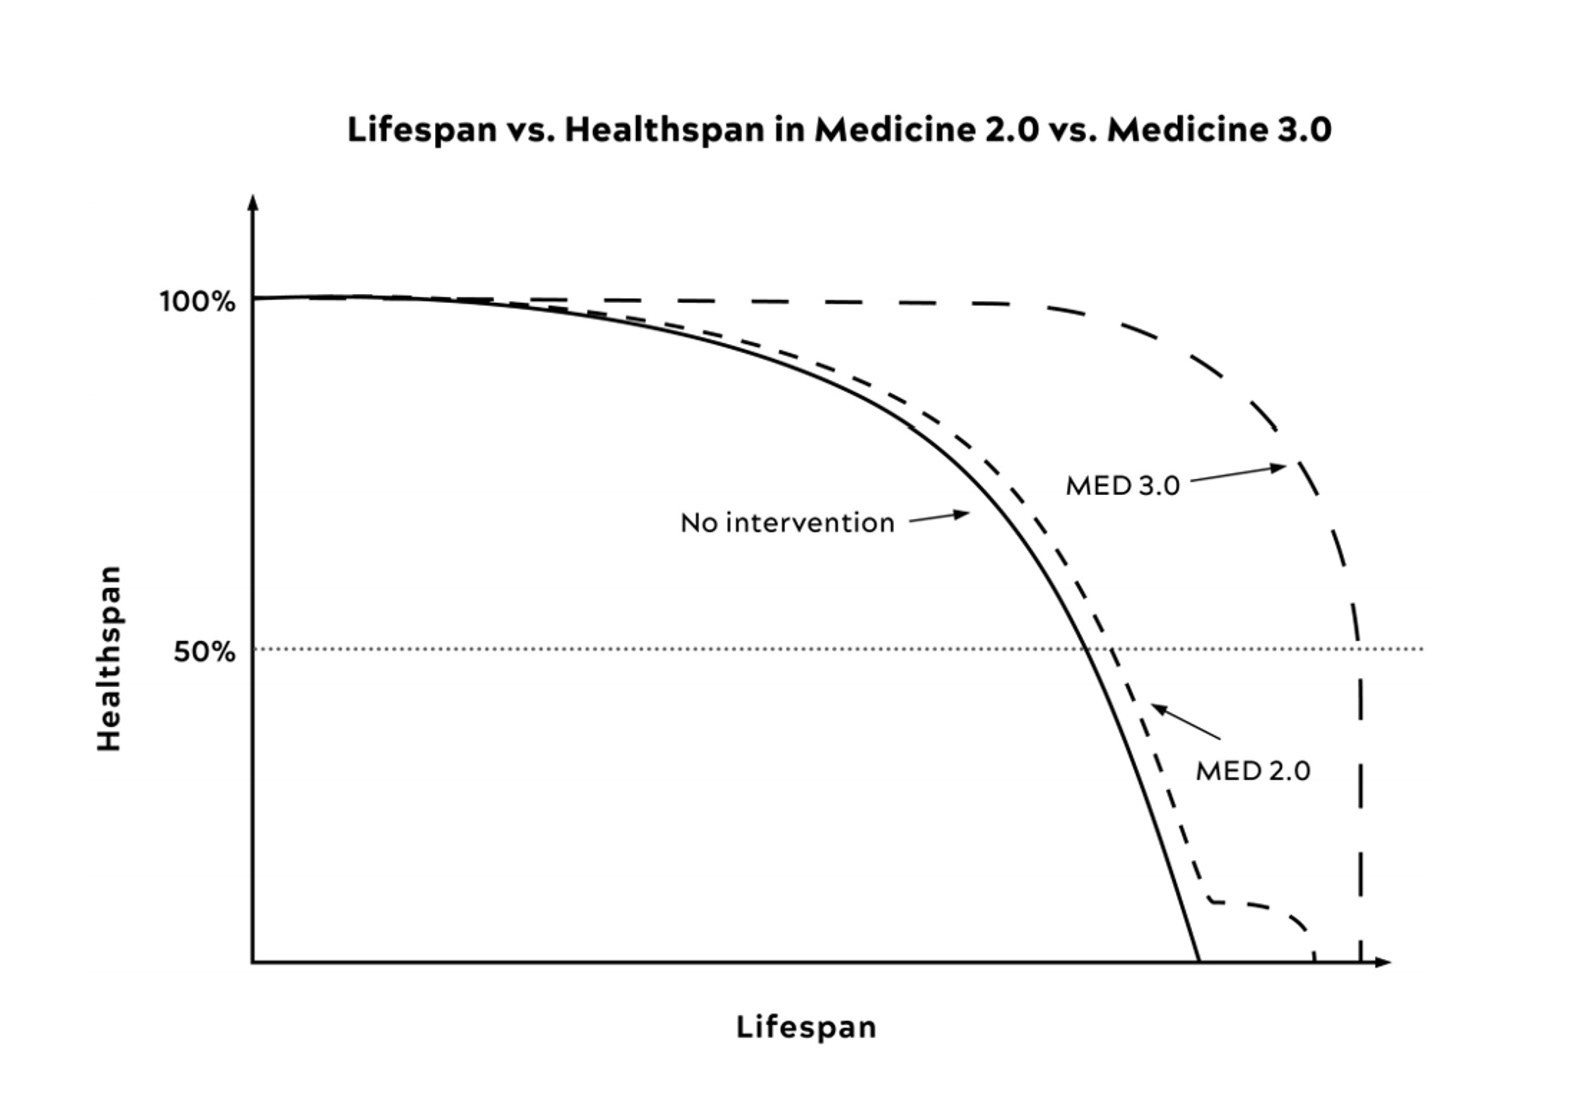 Lifespan vs. Healthspan in Medicine 2.0 vs. Medicine 3.0
100%
MED 3.0
No intervention
Healthspan
50%
MED 2.0
Lifespan